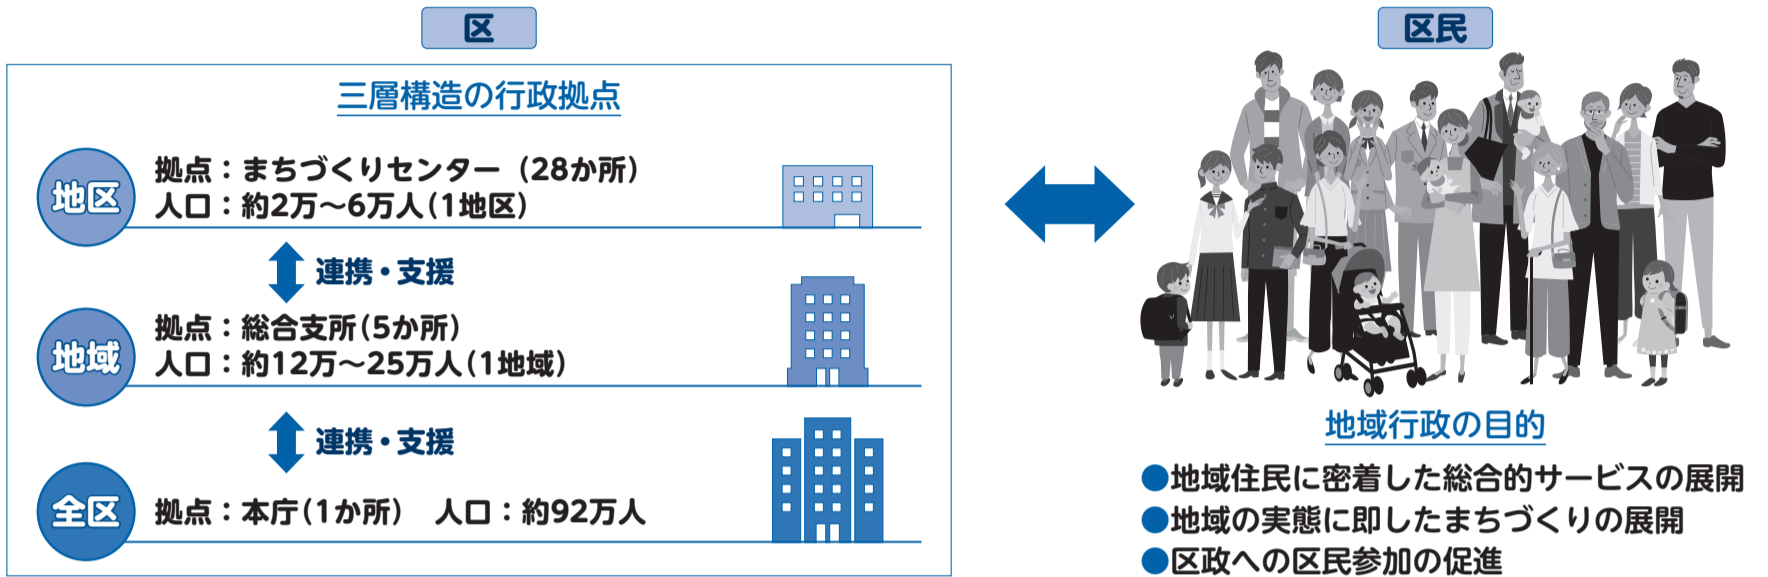 区
三層構造の行政拠点
地区
拠点：まちづくりセンター（28か所）
人口：約2万～6万人(1地区)
連携・支援
地域
拠点：総合支所(5か所)
人口：約12万～25万人(1地域)
連携・支援
全区
拠点：本庁(1か所)　人口：約92万人
区民
地域行政の目的
●地域住民に密着した総合的サービスの展開
●地域の実態に即したまちづくりの展開
●区政への区民参加の促進